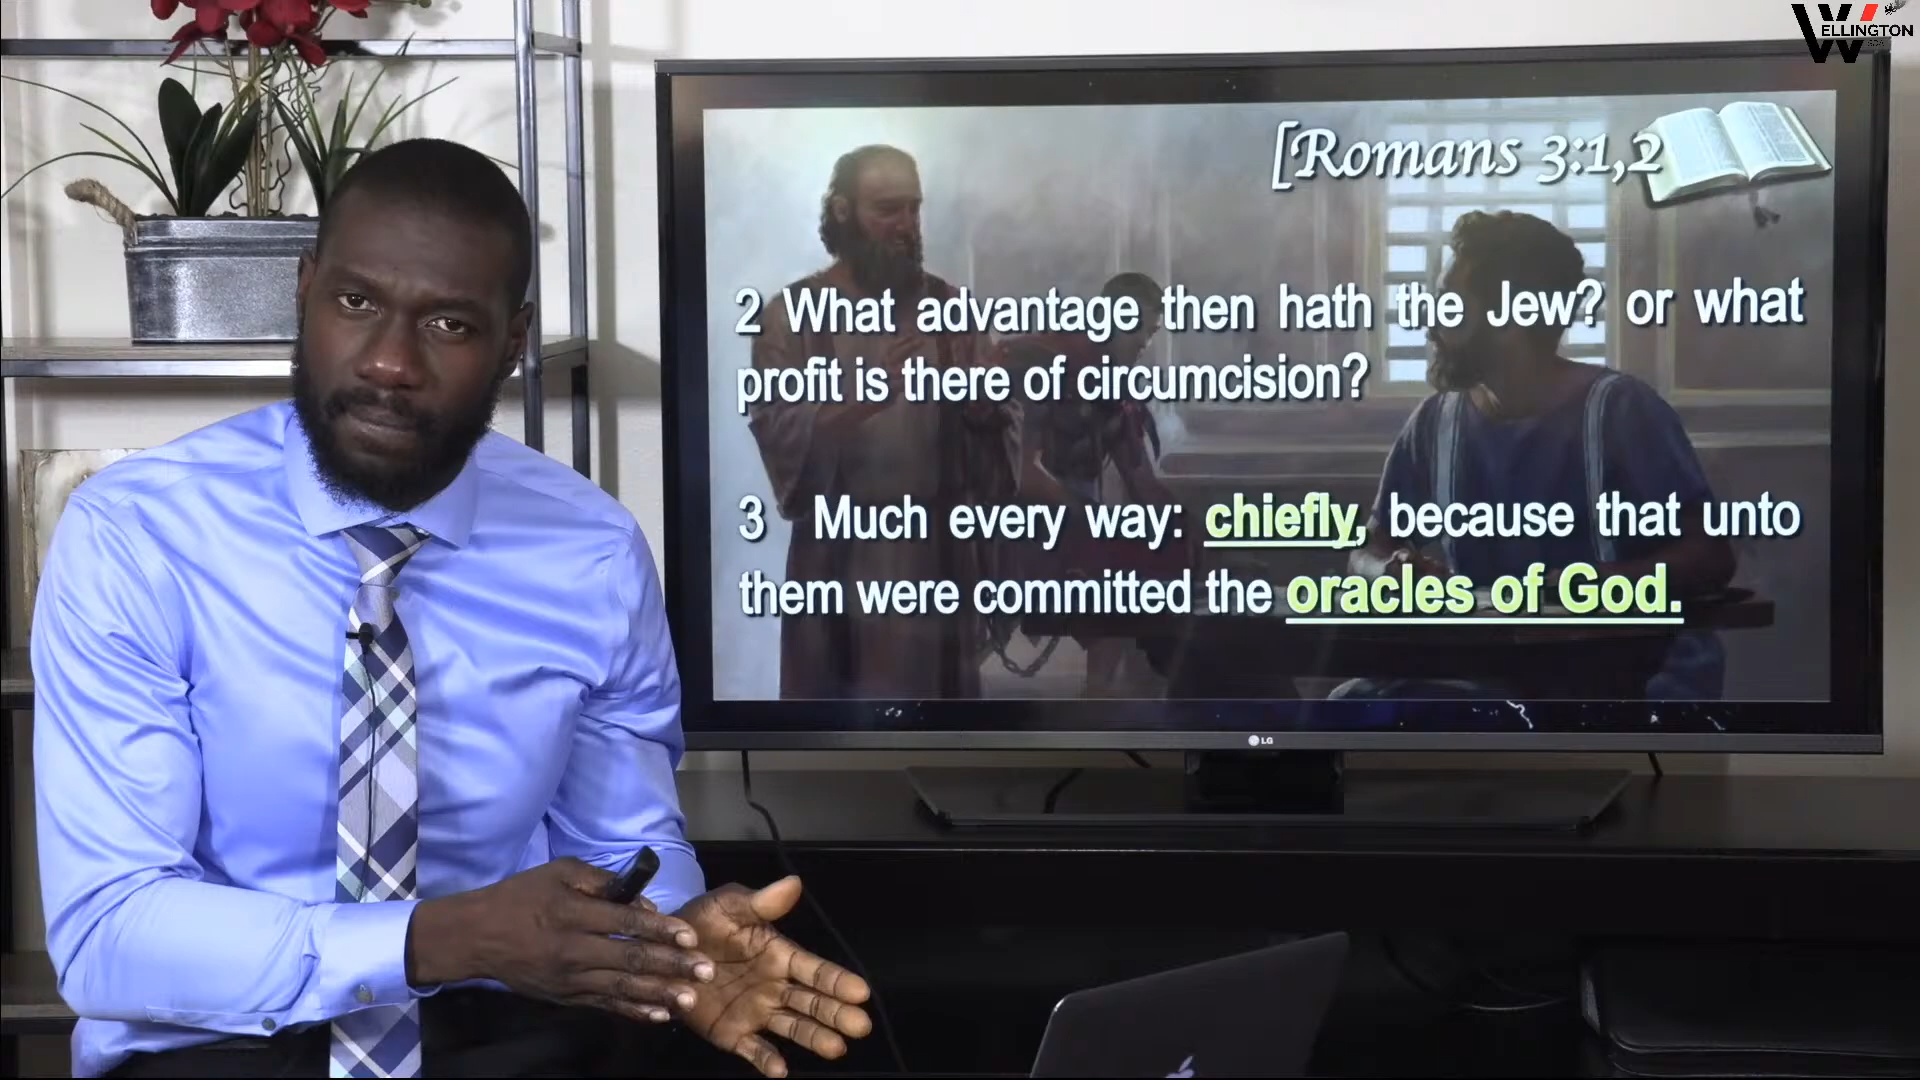 WELLINGTON
SDA
[Romans 3:1,2
2 What advantage then hath the Jew? or what
profit is there of circumcision?
3 Much every way: chiefly, because that unto
them were committed the oracles of God.
LG